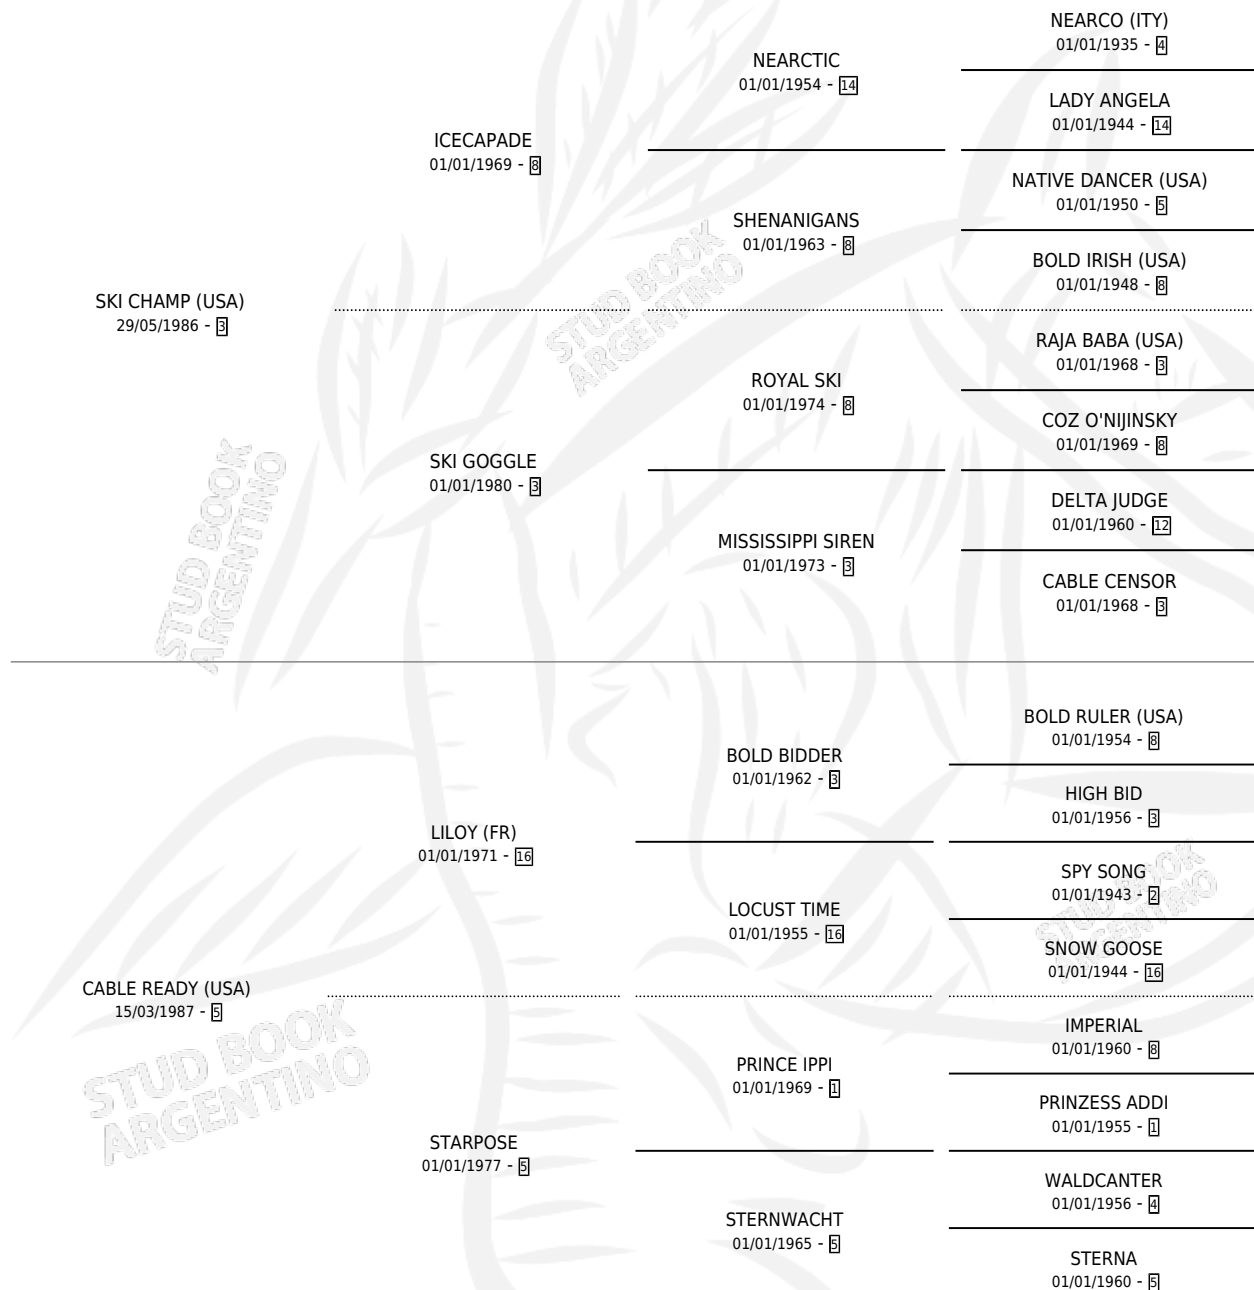 NEARCO (ITY)
01/01/1935 - 4
NEARCTIC
01/01/1954 - 14
LADY ANGELA
01/01/1944 - 14
ICECAPADE
01/01/1969 - 8
NATIVE DANCER (USA)
01/01/1950 - 5
SHENANIGANS
01/01/1963 - 8
BOLD IRISH (USA)
01/01/1948 - 8
SKI CHAMP (USA)
29/05/1986 - 3
RAJA BABA (USA)
01/01/1968 - 3
ROYAL SKI
01/01/1974 - 8
COZ O'NIJINSKY
01/01/1969 - 8
SKI GOGGLE
01/01/1980 - 3
DELTA JUDGE
01/01/1960 - 12
MISSISSIPPI SIREN
01/01/1973 - 3
CABLE CENSOR
01/01/1968 - 3
BOLD RULER (USA)
01/01/1954 - 8
BOLD BIDDER
01/01/1962 - 3
HIGH BID
01/01/1956 - 3
LILOY (FR)
01/01/1971 - 16
SPY SONG
01/01/1943 - 2
LOCUST TIME
01/01/1955 - 16
SNOW GOOSE
01/01/1944 - 16
CABLE READY (USA)
15/03/1987 - 5
IMPERIAL
01/01/1960 - 8
PRINCE IPPI
01/01/1969 - 1
PRINZESS ADDI
01/01/1955 - 1
STARPOSE
01/01/1977 - 5
WALDCANTER
01/01/1956 - 4
STERNWACHT
01/01/1965 - 5
STERNA
01/01/1960 - 5
STUD BOOK
ARGENTINO
STUD BOOK
ARGENTINO
STUD BOOK
ARGENTINO
STUD BOOK
ARGENTINO